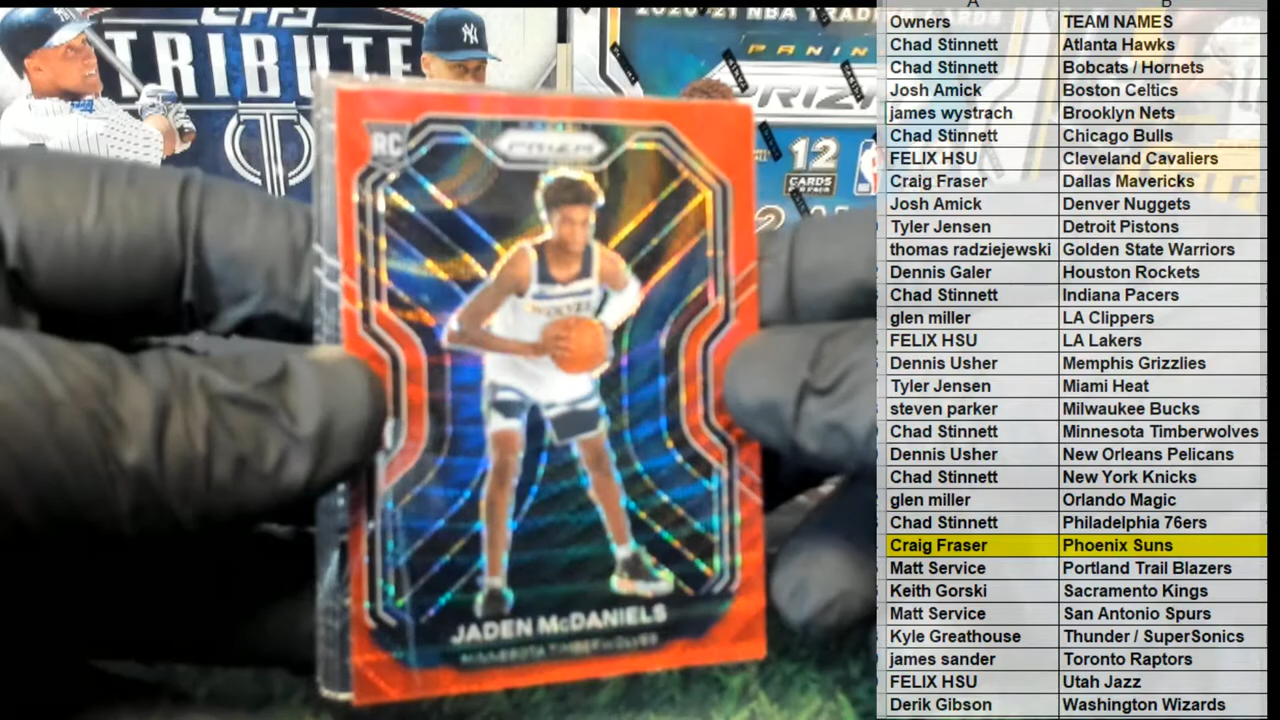 TRIBUTE
2020-21 NBA TRADING CARDS
PANINI
PRIZM
12
CARDS
PER PACK
RC
PRIZM
JADEN McDANIELS
MINNESOTA TIMBERWOLVES
A B
Owners TEAM NAMES
Chad Stinnett Atlanta Hawks
Chad Stinnett Bobcats / Hornets
Josh Amick Boston Celtics
james wystrach Brooklyn Nets
Chad Stinnett Chicago Bulls
FELIX HSU Cleveland Cavaliers
Craig Fraser Dallas Mavericks
Josh Amick Denver Nuggets
Tyler Jensen Detroit Pistons
thomas radziejewski Golden State Warriors
Dennis Galer Houston Rockets
Chad Stinnett Indiana Pacers
glen miller LA Clippers
FELIX HSU LA Lakers
Dennis Usher Memphis Grizzlies
Tyler Jensen Miami Heat
steven parker Milwaukee Bucks
Chad Stinnett Minnesota Timberwolves
Dennis Usher New Orleans Pelicans
Chad Stinnett New York Knicks
glen miller Orlando Magic
Chad Stinnett Philadelphia 76ers
Craig Fraser Phoenix Suns
Matt Service Portland Trail Blazers
Keith Gorski Sacramento Kings
Matt Service San Antonio Spurs
Kyle Greathouse Thunder / SuperSonics
james sander Toronto Raptors
FELIX HSU Utah Jazz
Derik Gibson Washington Wizards